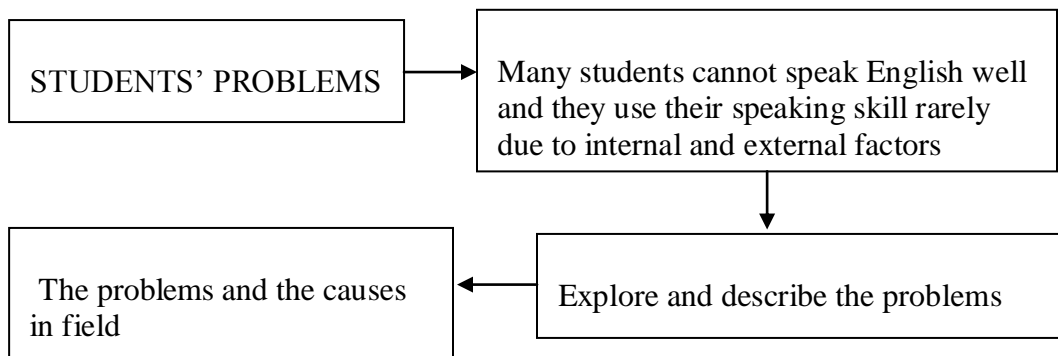 STUDENTS’ PROBLEMS
Many students cannot speak English well
and they use their speaking skill rarely
due to internal and external factors
Explore and describe the problems
The problems and the causes
in field